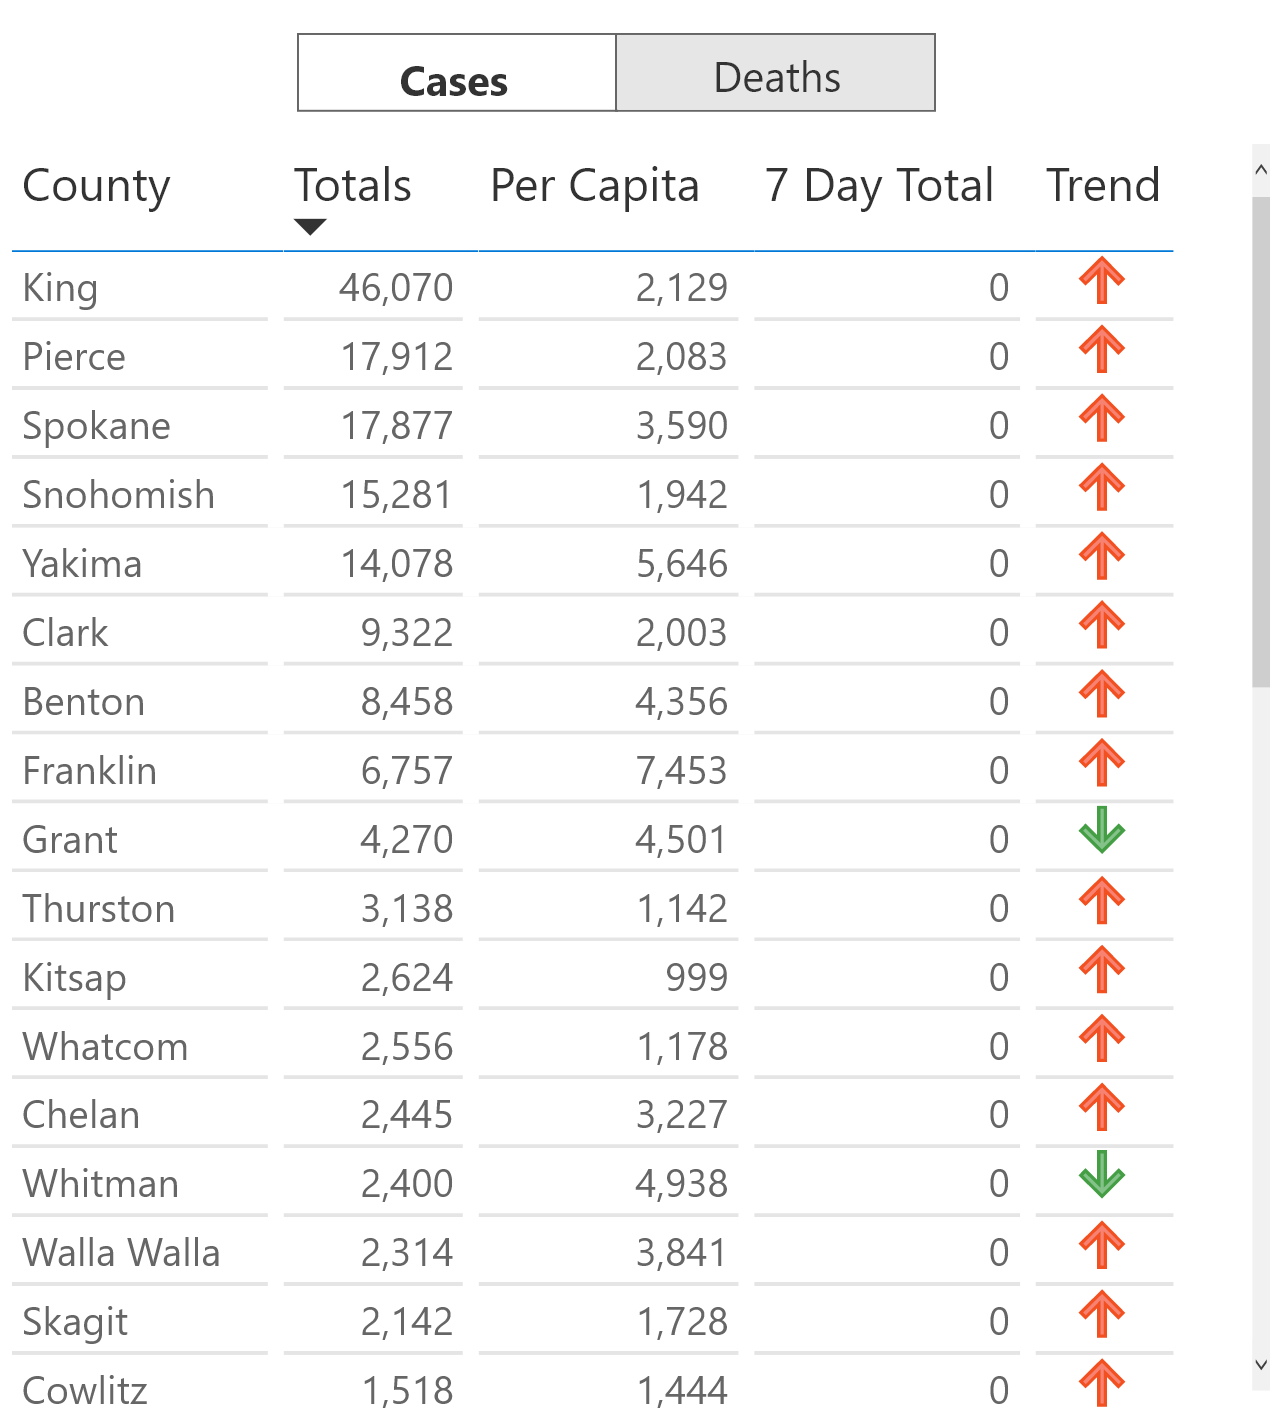 Cases Deaths
County Totals Per Capita 7 Day Total Trend
King 46,070 2,129 0
Pierce 17,912 2,083 0
Spokane 17,877 3,590 0
Snohomish 15,281 1,942 0
Yakima 14,078 5,646 0
Clark 9,322 2,003 0
Benton 8,458 4,356 0
Franklin 6,757 7,453 0
Grant 4,270 4,501 0
Thurston 3,138 1,142 0
Kitsap 2,624 999 0
Whatcom 2,556 1,178 0
Chelan 2,445 3,227 0
Whitman 2,400 4,938 0
Walla Walla 2,314 3,841 0
Skagit 2,142 1,728 0
Cowlitz 1,518 1,444 0